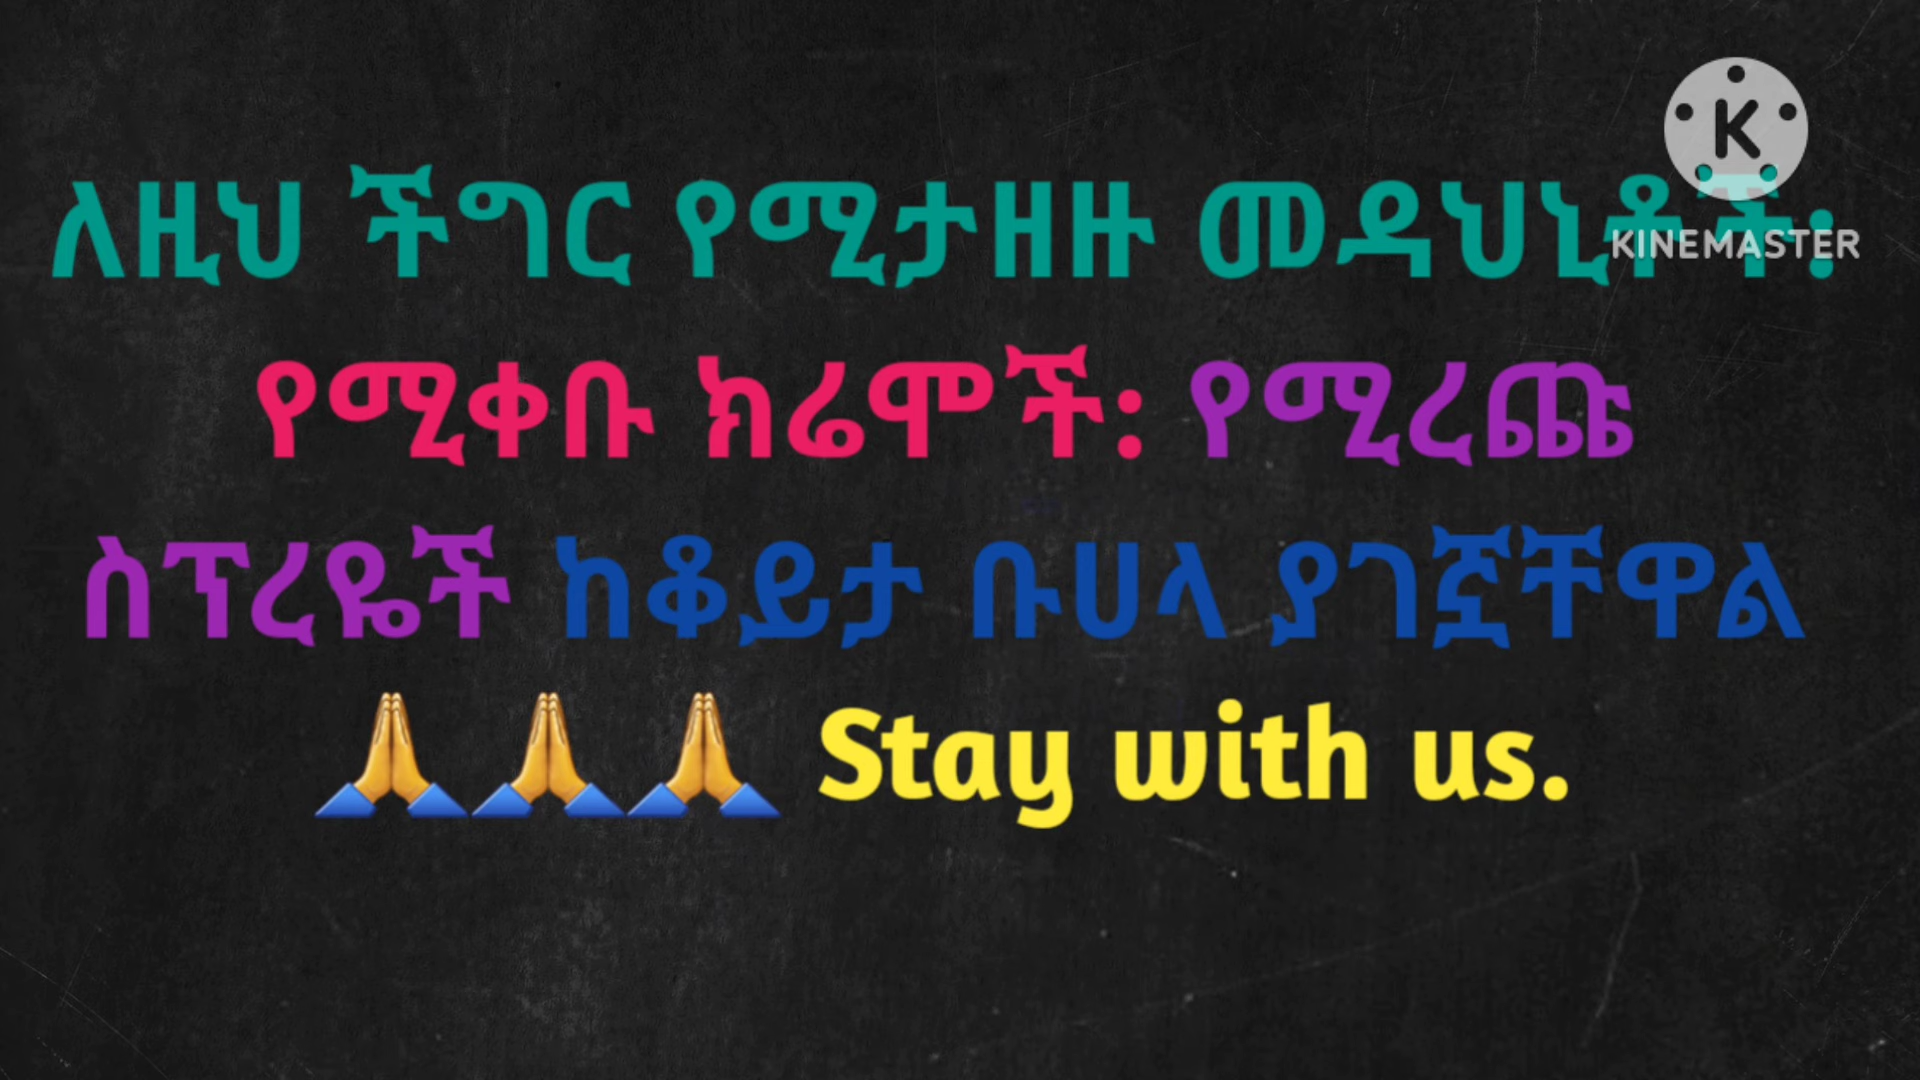 ለዚህ ችግር የሚታዘዙ መዳህኒቶች:
የሚቀቡ ክሬሞች: የሚረጩ
ስፕረዬች ከቆይታ ቡሀላ ያገኟቸዋል
🙏🙏🙏 Stay with us.
K
KINEMASTER